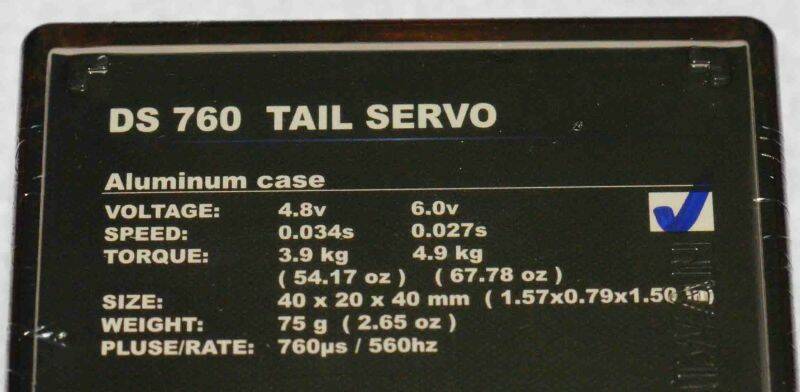 DS 760 TAIL SERVO
Aluminum case
VOLTAGE: 4.8v 6.0v
SPEED: 0.034s 0.027s
TORQUE: 3.9 kg 4.9 kg
( 54.17 oz ) ( 67.78 oz )
SIZE: 40 x 20 x 40 mm ( 1.57x0.79x1.50 in)
WEIGHT: 75 g ( 2.65 oz )
PLUSE/RATE: 760µs / 560hz